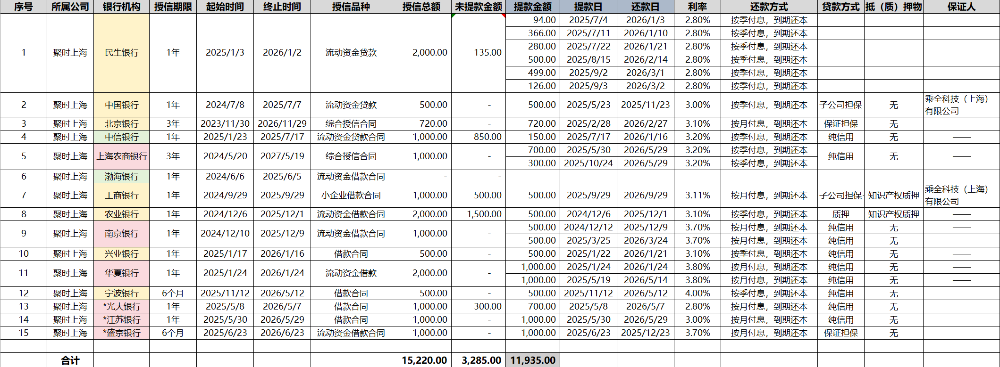 序号 所属公司 银行机构 授信期限 起始时间 终止时间 授信品种 授信总额 未提款金额 提款金额 提款日 还款日 利率 还款方式 贷款方式 抵（质）押物 保证人
1 聚时上海 民生银行 1年 2025/1/3 2026/1/2 流动资金贷款 2,000.00 135.00 94.00 2025/7/4 2026/1/3 2.80% 按季付息，到期还本
366.00 2025/7/11 2026/1/10 2.80% 按季付息，到期还本
280.00 2025/7/22 2026/1/21 2.80% 按季付息，到期还本
500.00 2025/8/15 2026/2/14 2.80% 按季付息，到期还本
499.00 2025/9/2 2026/3/1 2.80% 按季付息，到期还本
126.00 2025/9/3 2026/3/2 2.80% 按季付息，到期还本
2 聚时上海 中国银行 1年 2024/7/8 2025/7/7 流动资金贷款 500.00 - 500.00 2025/5/23 2025/11/23 3.00% 按季付息，到期还本 子公司担保 无 乘全科技（上海）
有限公司
3 聚时上海 北京银行 3年 2023/11/30 2026/11/29 综合授信合同 720.00 - 720.00 2025/2/28 2026/2/27 3.10% 按月付息，到期还本 保证担保 无
4 聚时上海 中信银行 1年 2025/1/23 2025/7/17 流动资金贷款合同 1,000.00 850.00 150.00 2025/7/17 2026/1/16 3.20% 按季付息，到期还本 纯信用 无 ——
5 聚时上海 上海农商银行 3年 2024/5/20 2027/5/19 综合授信合同 1,000.00 - 700.00 2025/5/30 2026/5/29 3.20% 按季付息，到期还本 纯信用 无 ——
300.00 2025/10/24 2026/5/29 3.20% 按季付息，到期还本
6 聚时上海 渤海银行 1年 2024/6/6 2025/6/5 流动资金借款合同 - -
7 聚时上海 工商银行 1年 2024/9/29 2025/9/29 小企业借款合同 1,000.00 500.00 500.00 2025/9/29 2026/9/29 3.11% 按月付息，到期还本 子公司担保 知识产权质押 乘全科技（上海）
有限公司
8 聚时上海 农业银行 1年 2024/12/6 2025/12/1 流动资金借款合同 2,000.00 1,500.00 500.00 2024/12/6 2025/12/1 3.10% 按季付息，到期还本 质押 知识产权质押 ——
9 聚时上海 南京银行 1年 2024/12/10 2025/12/9 流动资金借款合同 1,000.00 - 500.00 2024/12/12 2025/12/9 3.70% 按月付息，到期还本 纯信用 无 ——
500.00 2025/3/25 2026/3/24 3.70% 按月付息，到期还本 纯信用 无
10 聚时上海 兴业银行 1年 2025/1/17 2026/1/16 借款合同 500.00 - 500.00 2025/1/22 2026/1/21 3.10% 按季付息，到期还本 纯信用 无 ——
11 聚时上海 华夏银行 1年 2025/1/24 2026/1/24 流动资金借款 2,000.00 - 1,000.00 2025/1/24 2026/1/24 3.80% 按月付息，到期还本 纯信用 无 ——
1,000.00 2025/5/19 2026/5/14 3.80% 按月付息，到期还本 纯信用 无 ——
12 聚时上海 宁波银行 6个月 2025/11/12 2026/5/12 借款合同 500.00 - 500.00 2025/11/12 2026/5/12 4.00% 按季付息，到期还本 纯信用 无
13 聚时上海 *光大银行 1年 2025/5/8 2026/5/7 借款合同 1,000.00 300.00 700.00 2025/5/8 2026/5/7 2.80% 按月付息，到期还本 纯信用 无
14 聚时上海 *江苏银行 1年 2025/5/30 2026/5/29 借款合同 1,000.00 - 1,000.00 2025/5/30 2026/5/29 3.00% 按月付息，到期还本 纯信用 无
15 聚时上海 *盛京银行 6个月 2025/6/23 2026/6/23 流动资金借款合同 1,000.00 - 1,000.00 2025/6/23 2025/12/23 3.70% 按月付息，到期还本 保证担保 无
合计 15,220.00 3,285.00 11,935.00